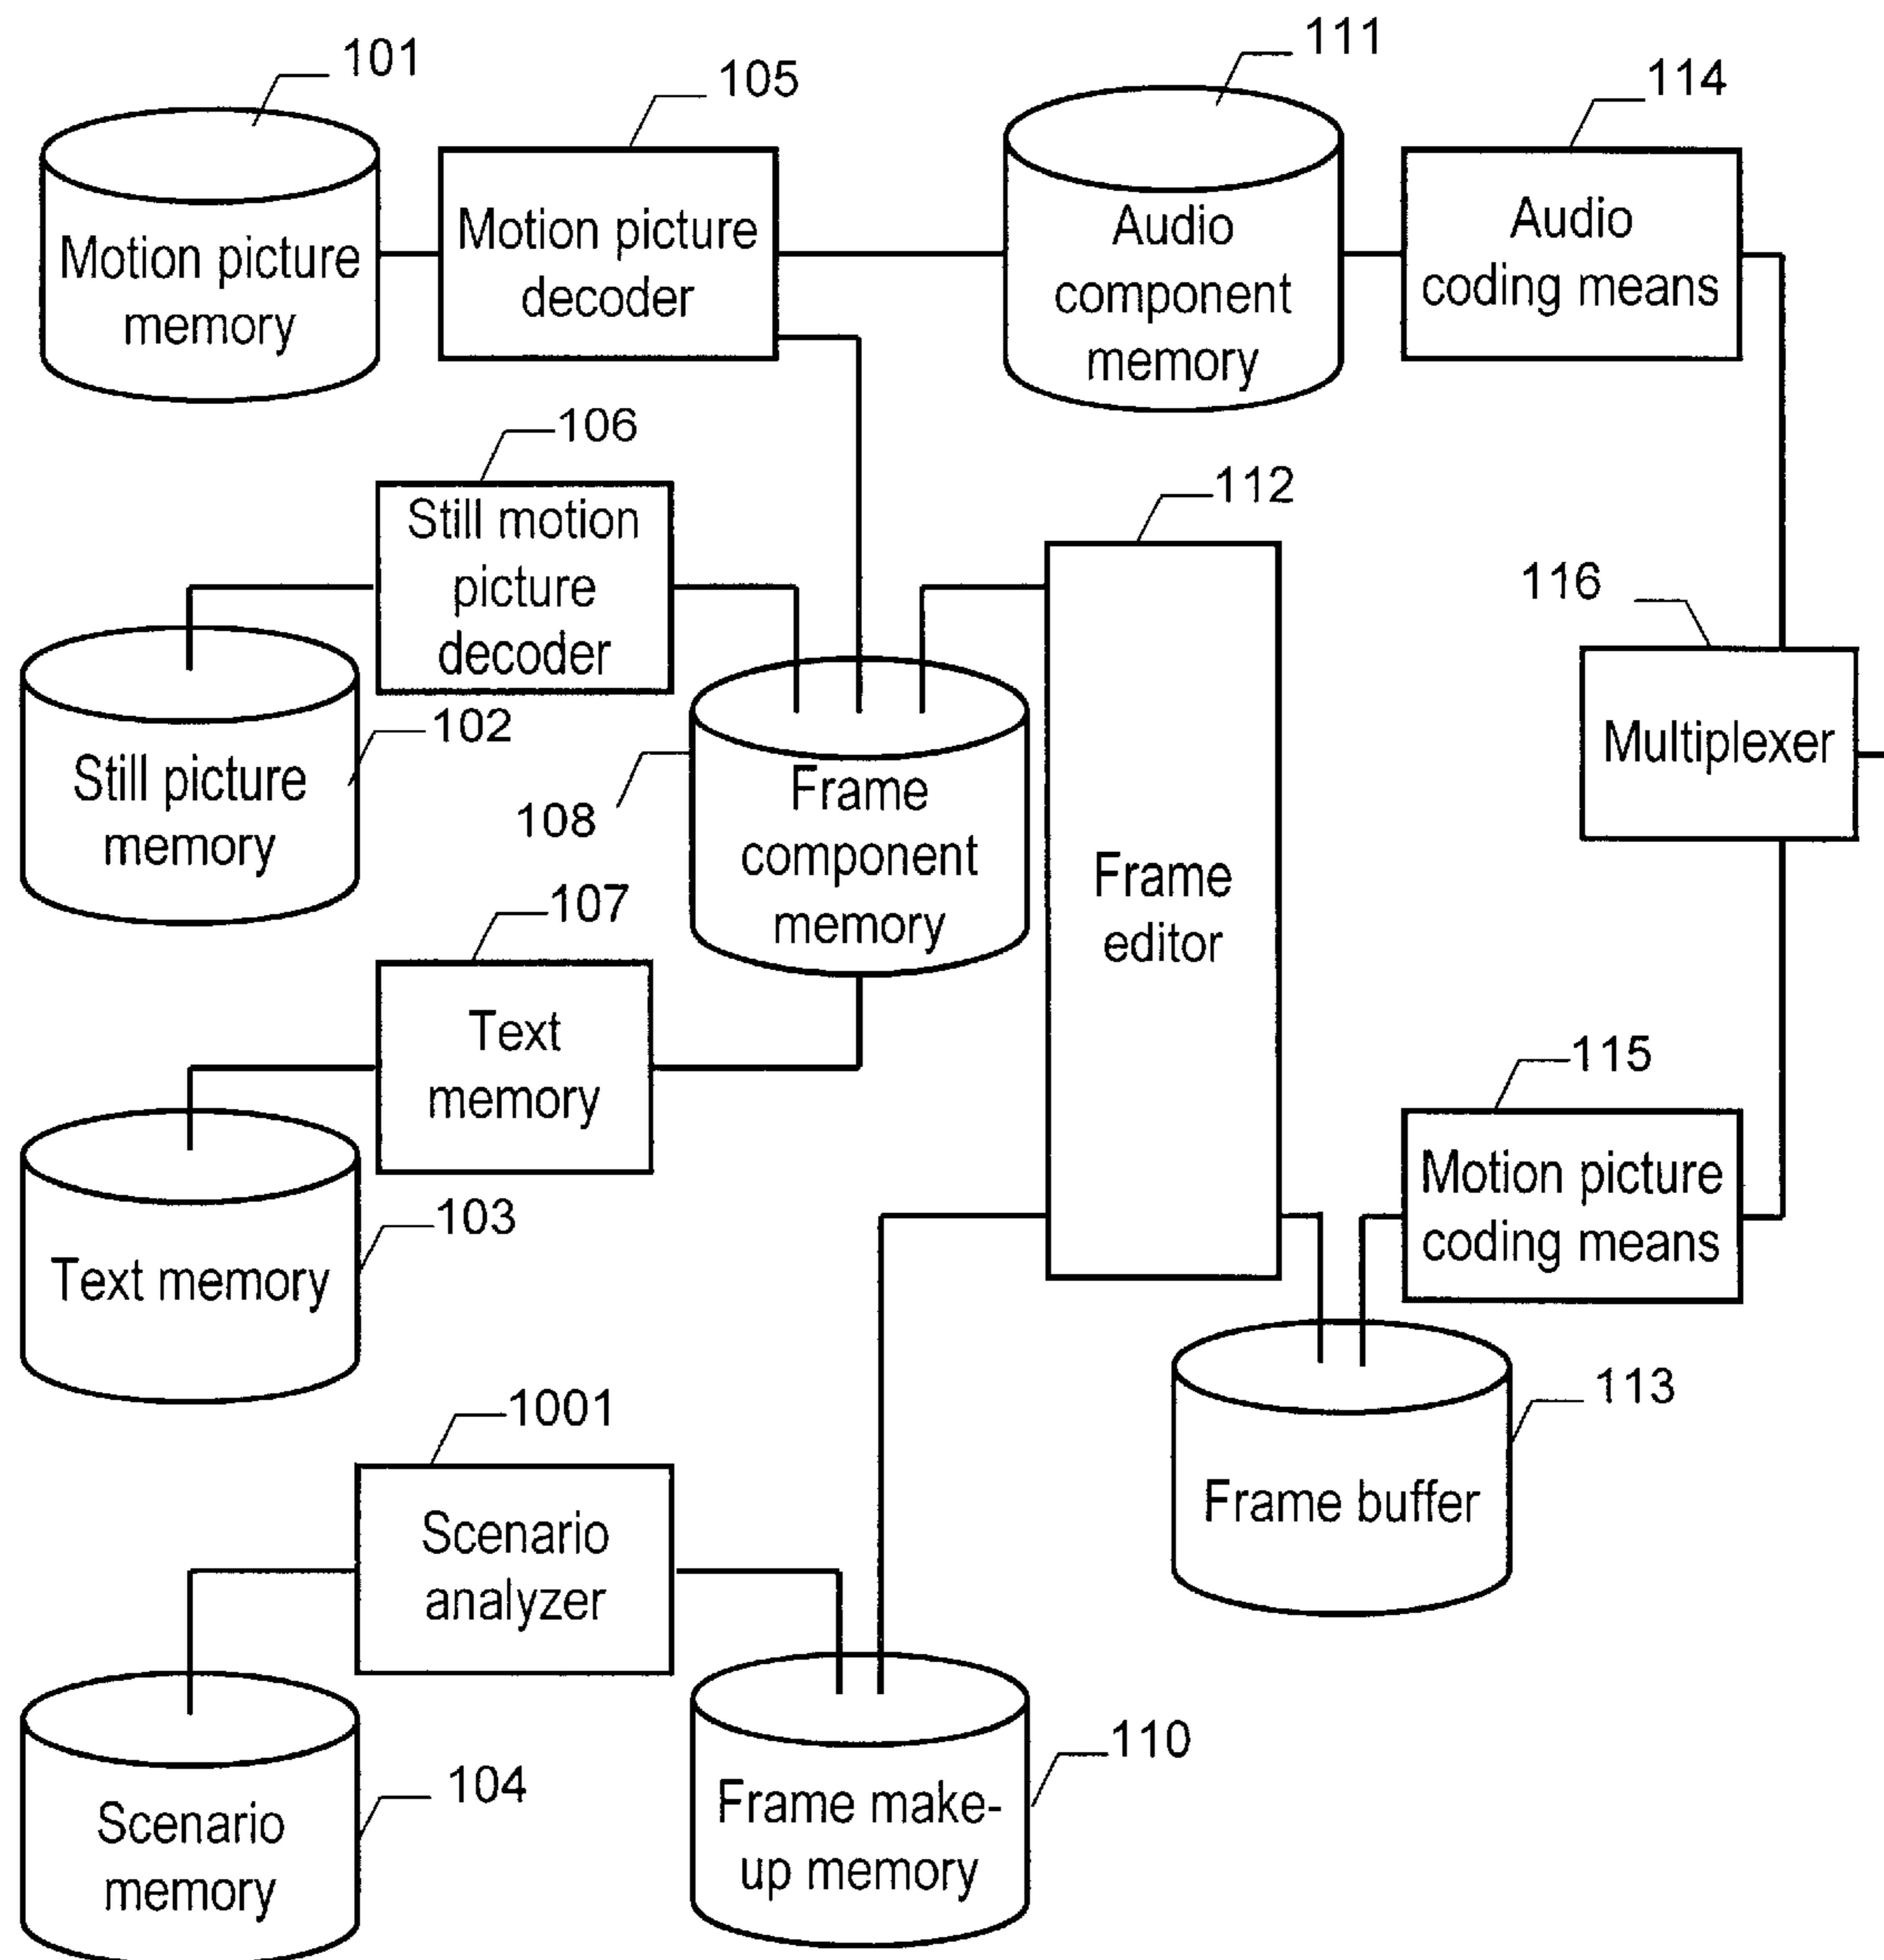 101
105
111
114
Motion picture
memory
Motion picture
decoder
Audio
component
memory
Audio
coding means
106
Still motion
picture
decoder
112
116
102
Still picture
memory
108
Frame
component
memory
Frame
editor
Multiplexer
107
Text
memory
115
Motion picture
coding means
103
Text memory
113
Frame buffer
1001
Scenario
analyzer
104
Scenario
memory
110
Frame make-
up memory